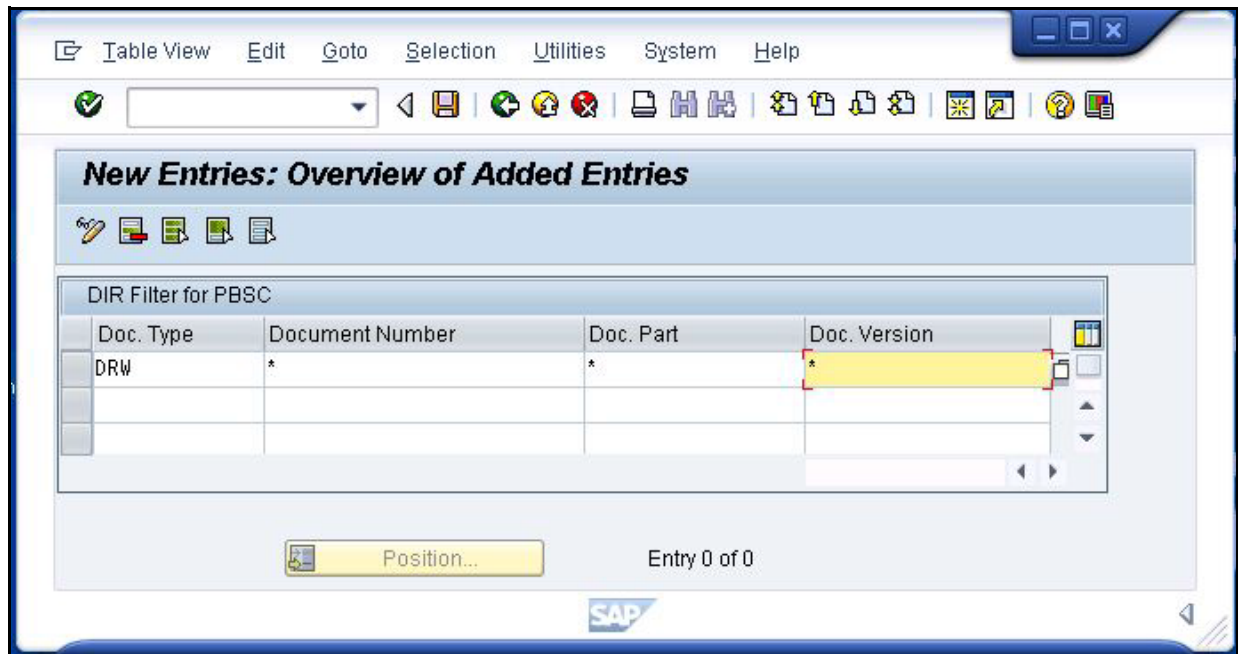 Table View Edit Goto Selection Utilities System Help
New Entries: Overview of Added Entries
DIR Filter for PBSC
Doc. Type Document Number Doc. Part Doc. Version
DRW * * *
Position... Entry 0 of 0
SAP